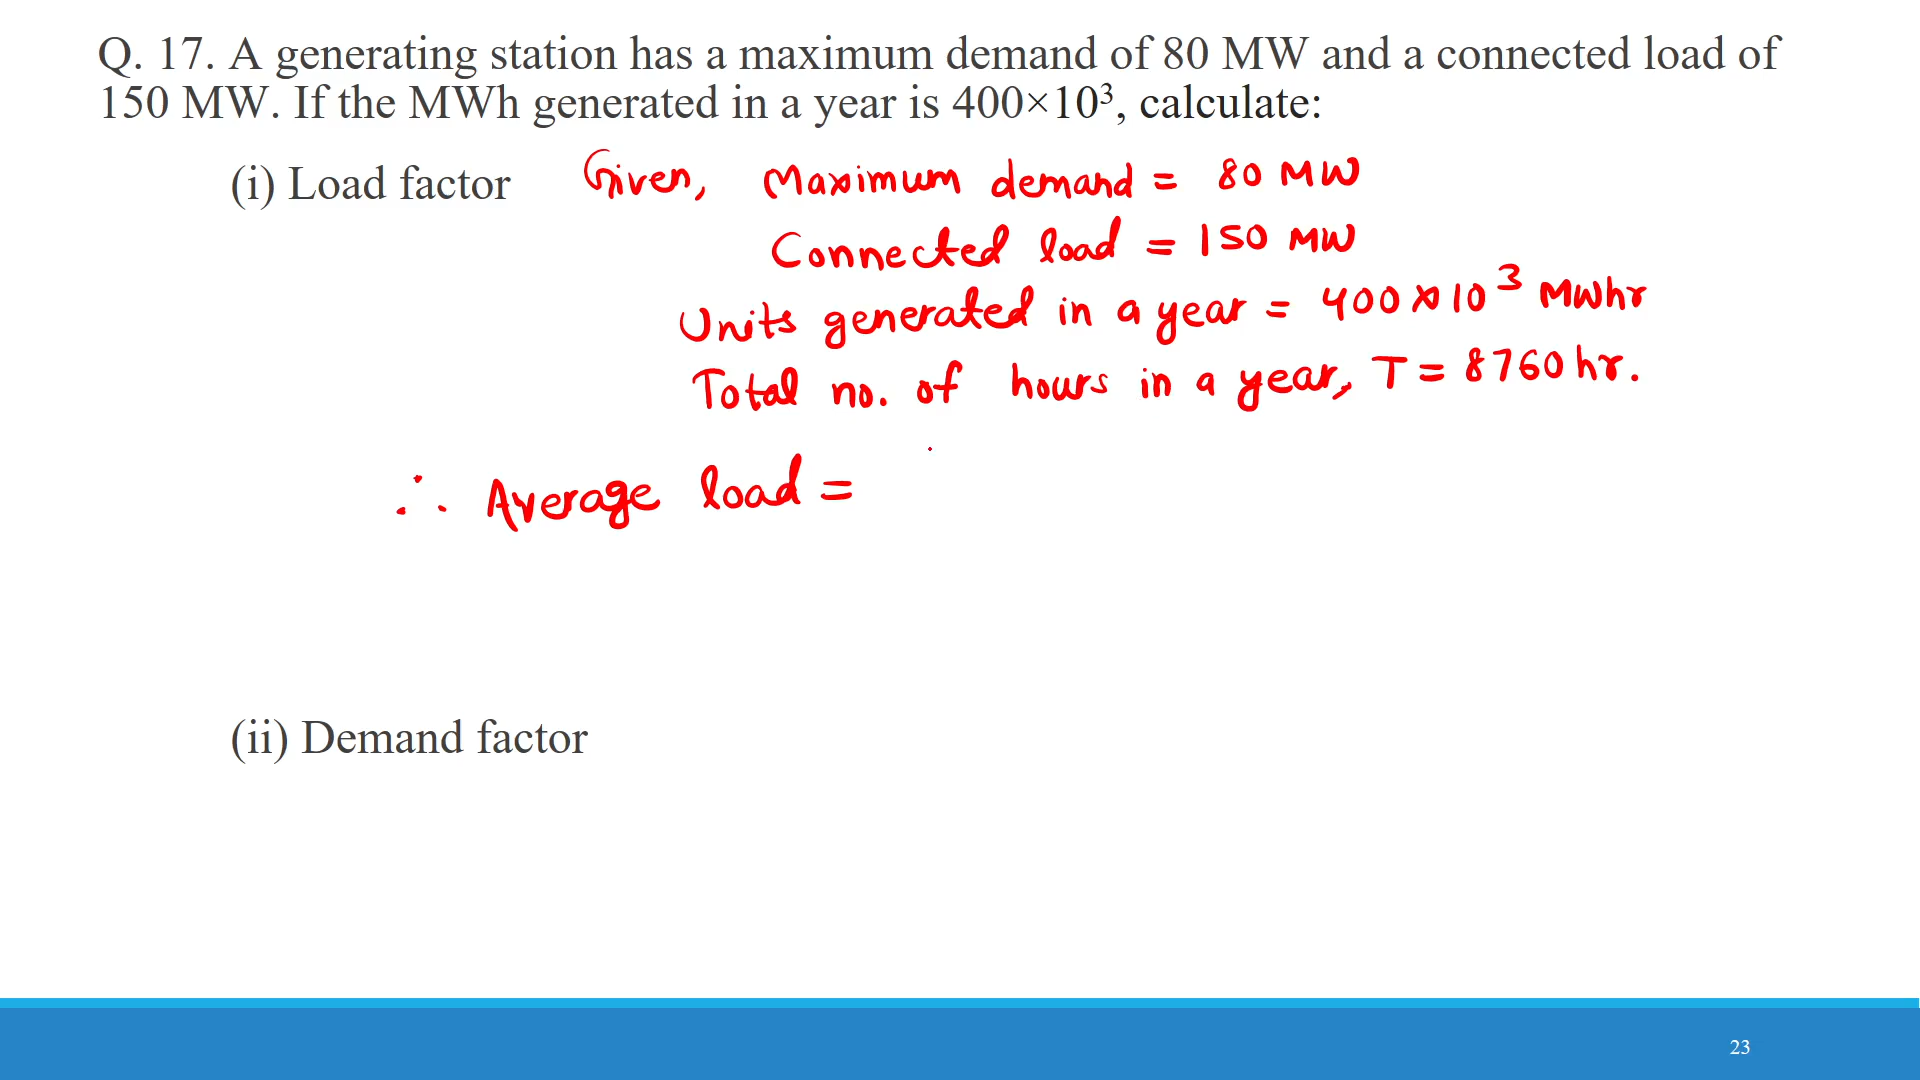 Q. 17. A generating station has a maximum demand of 80 MW and a connected load of
150 MW. If the MWh generated in a year is 400×10³, calculate:
(i) Load factor
Given, Maximum demand = 80 MW
Connected load = 150 MW
Units generated in a year = 400×10³ MWhr
Total no. of hours in a year, T = 8760 hr.
∴ Average load =
(ii) Demand factor
23